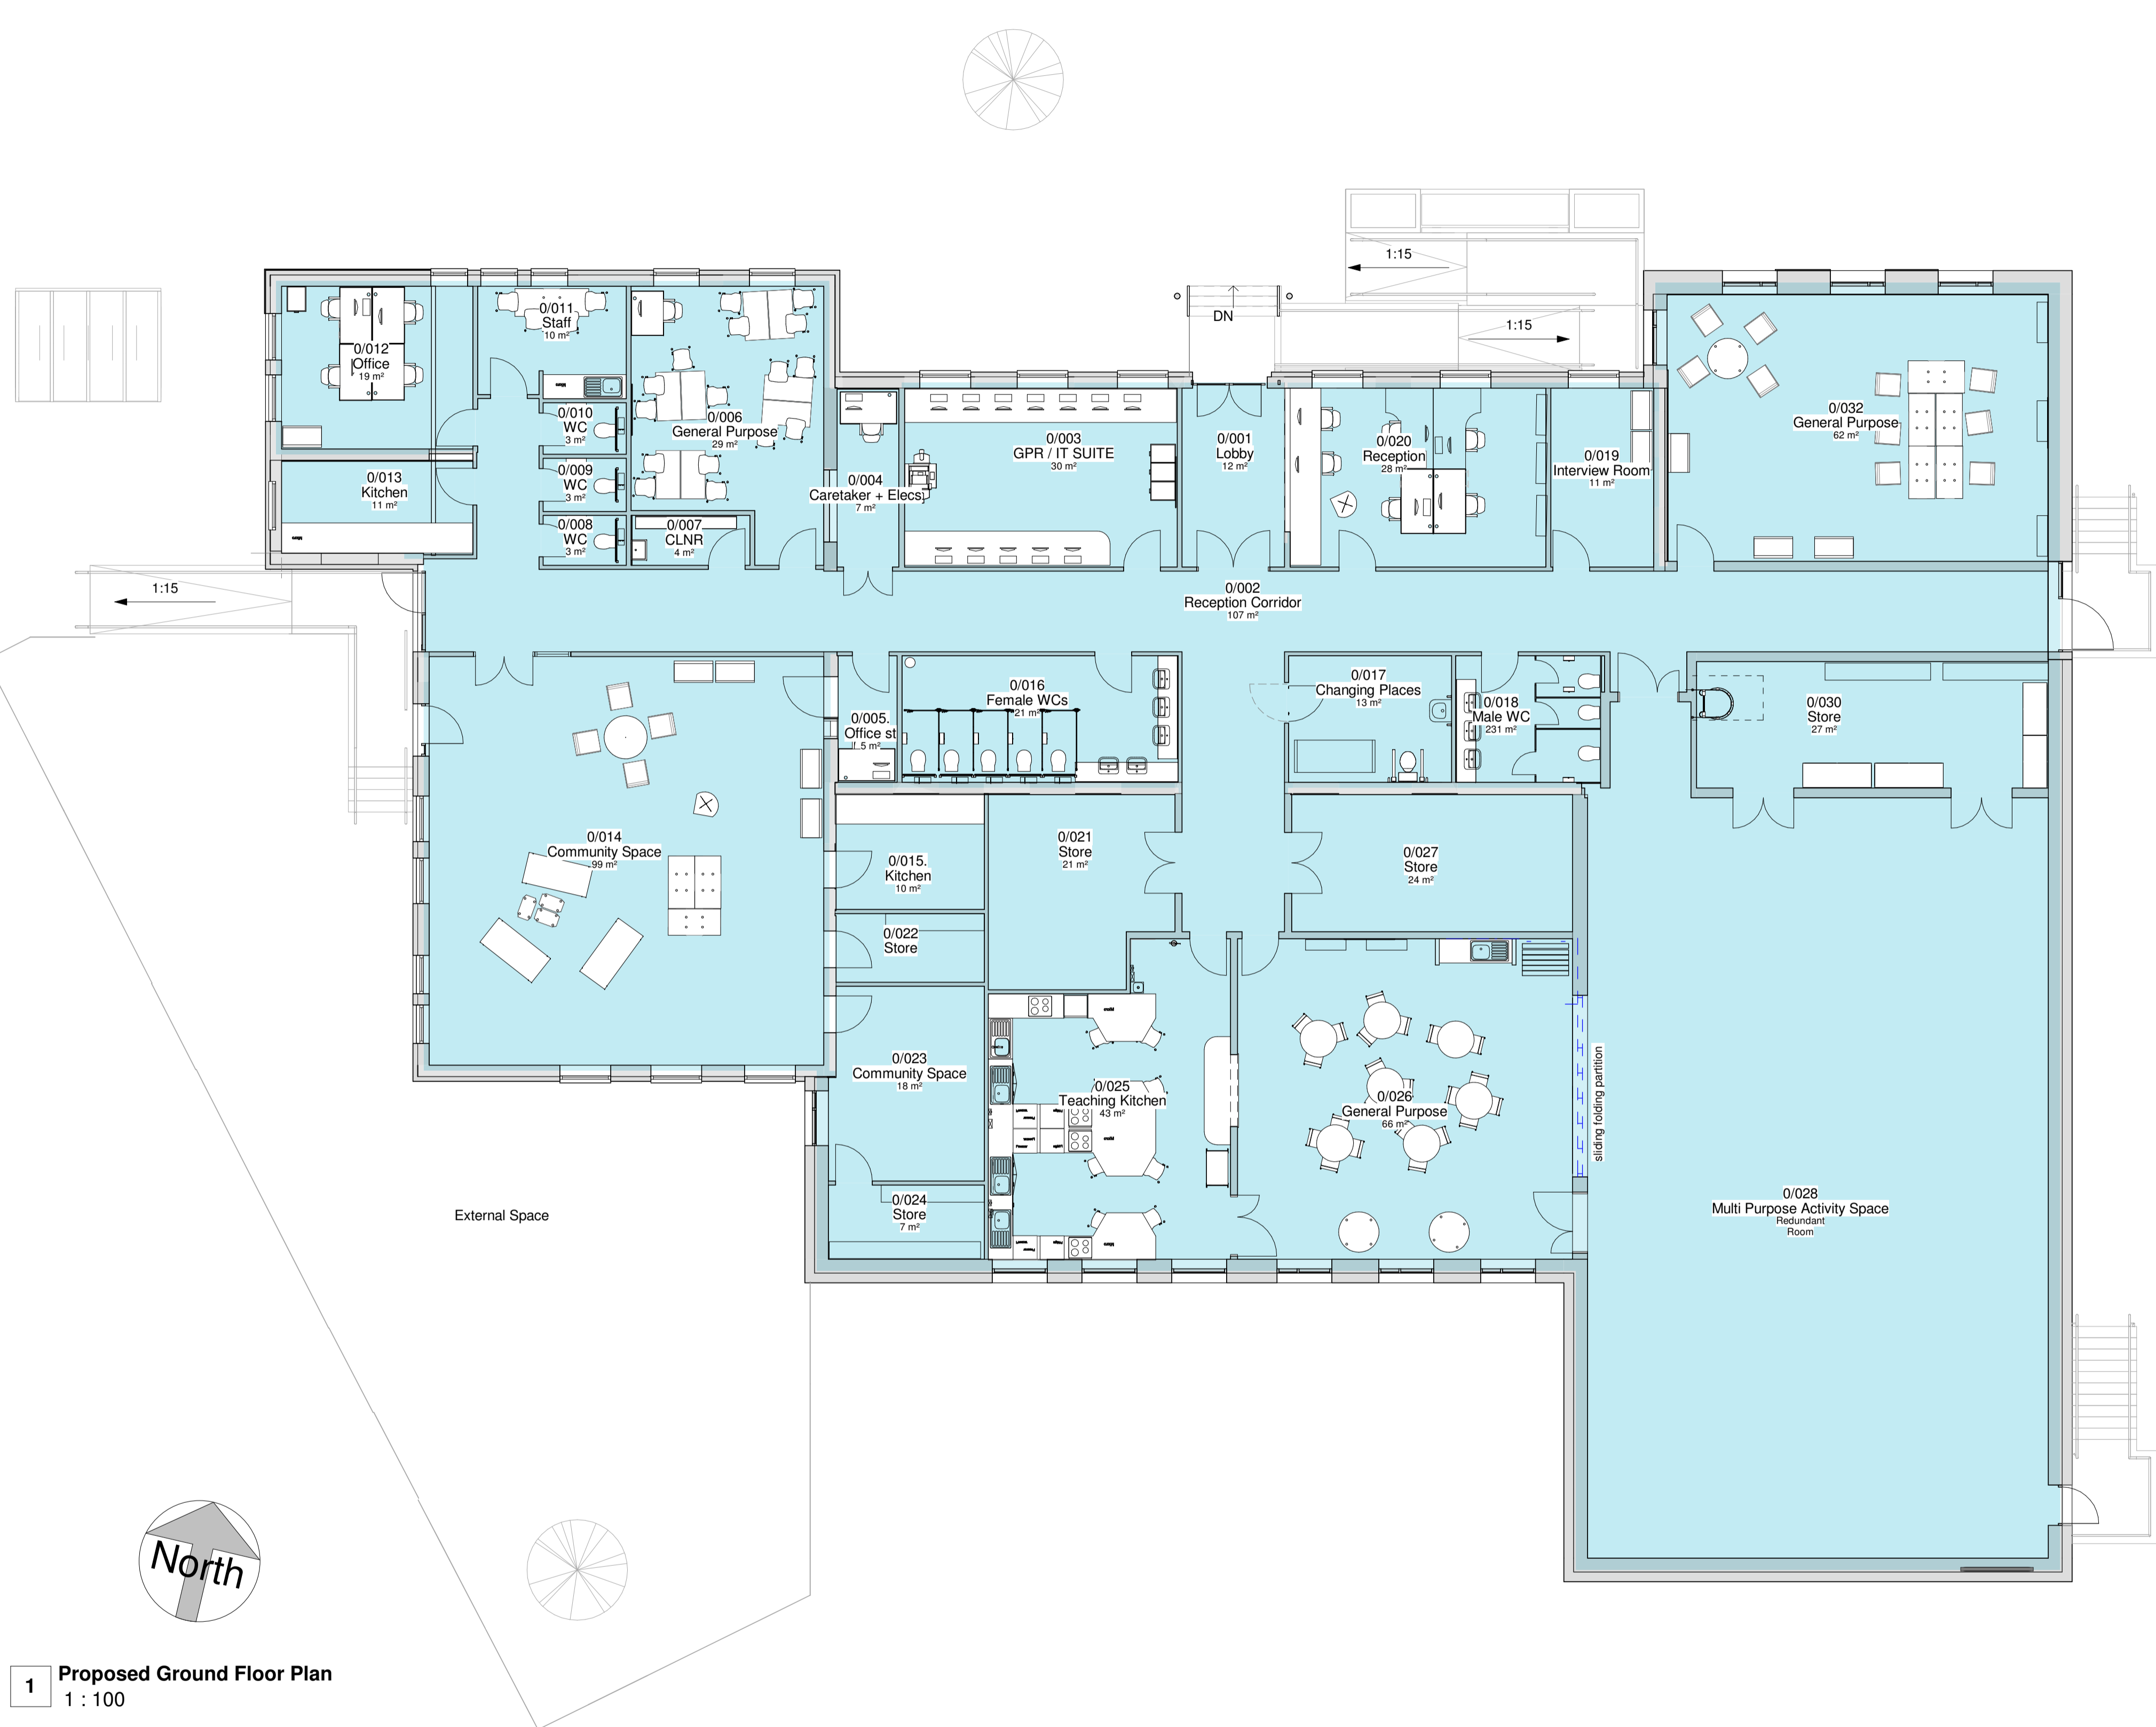 1:15
DN
1:15
0/012
Office
19 m²
0/011
Staff
10 m²
0/010
WC
3 m²
0/006
General Purpose
29 m²
0/009
WC
3 m²
0/013
Kitchen
11 m²
0/008
WC
3 m²
0/007
CLNR
4 m²
0/004
Caretaker + Elecs
7 m²
0/003
GPR / IT SUITE
30 m²
0/001
Lobby
12 m²
0/020
Reception
28 m²
0/019
Interview Room
11 m²
0/032
General Purpose
62 m²
1:15
0/002
Reception Corridor
107 m²
0/005.
Office st
5 m²
0/016
Female WCs
21 m²
0/017
Changing Places
13 m²
0/018
Male WC
231 m²
0/030
Store
27 m²
0/014
Community Space
99 m²
0/015.
Kitchen
10 m²
0/021
Store
21 m²
0/027
Store
24 m²
0/022
Store
0/023
Community Space
18 m²
0/025
Teaching Kitchen
43 m²
0/026
General Purpose
66 m²
sliding folding partition
0/024
Store
7 m²
0/028
Multi Purpose Activity Space
Redundant
Room
External Space
North
1
Proposed Ground Floor Plan
1 : 100